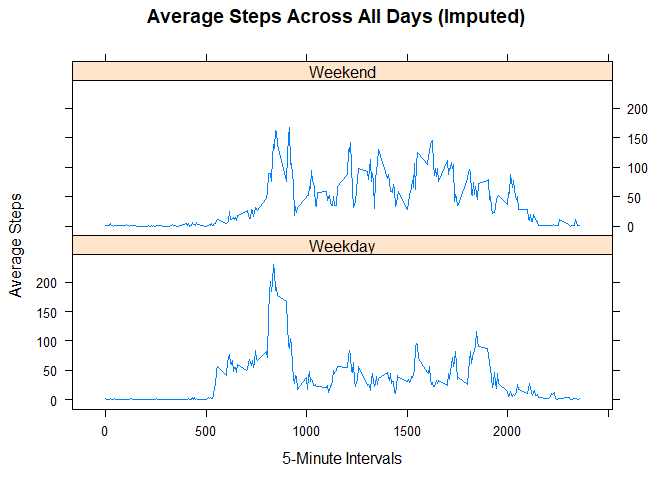 Average Steps Across All Days (Imputed)
Weekend
200
150
100
50
0
Weekday
200
150
100
50
0
Average Steps
0 500 1000 1500 2000
5-Minute Intervals